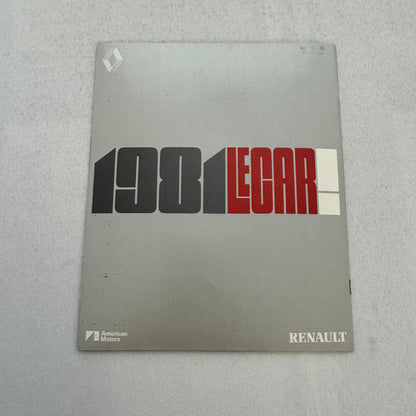 1981 LECAR!
American
Motors
RENAULT